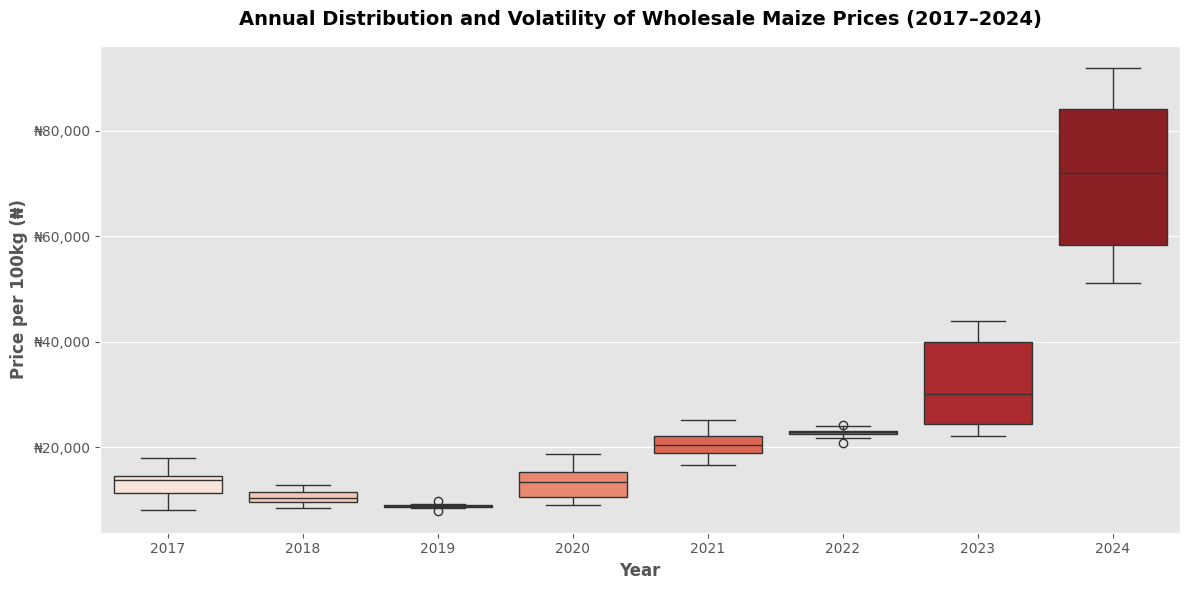 Annual Distribution and Volatility of Wholesale Maize Prices (2017–2024)
Price per 100kg (₦)
₦80,000
₦60,000
₦40,000
₦20,000
2017 2018 2019 2020 2021 2022 2023 2024
Year